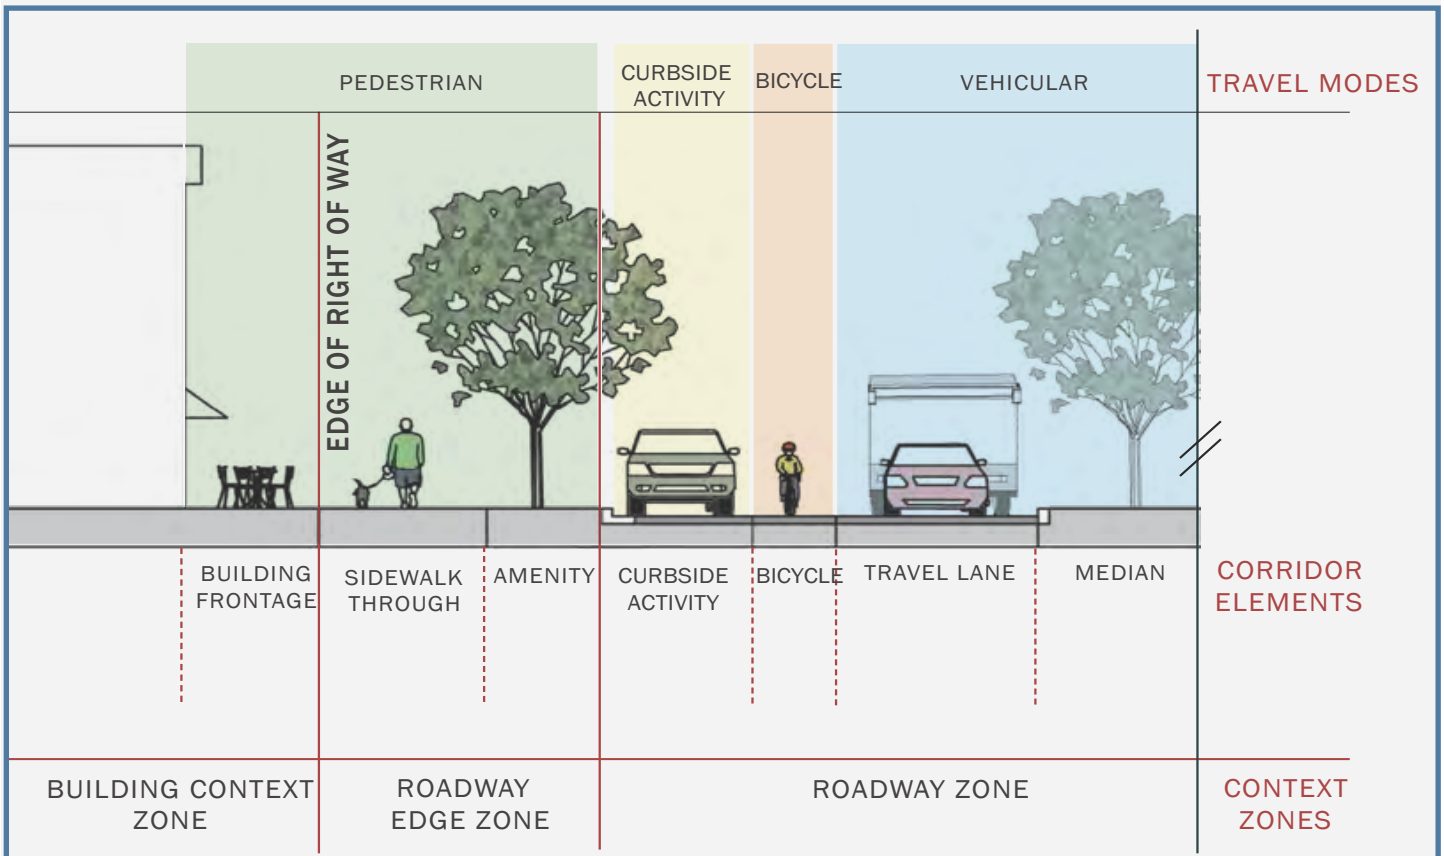 PEDESTRIAN
CURBSIDE
ACTIVITY
BICYCLE
VEHICULAR
TRAVEL MODES
EDGE OF RIGHT OF WAY
BUILDING
FRONTAGE
SIDEWALK
THROUGH
AMENITY
CURBSIDE
ACTIVITY
BICYCLE
TRAVEL LANE
MEDIAN
CORRIDOR
ELEMENTS
BUILDING CONTEXT
ZONE
ROADWAY
EDGE ZONE
ROADWAY ZONE
CONTEXT
ZONES